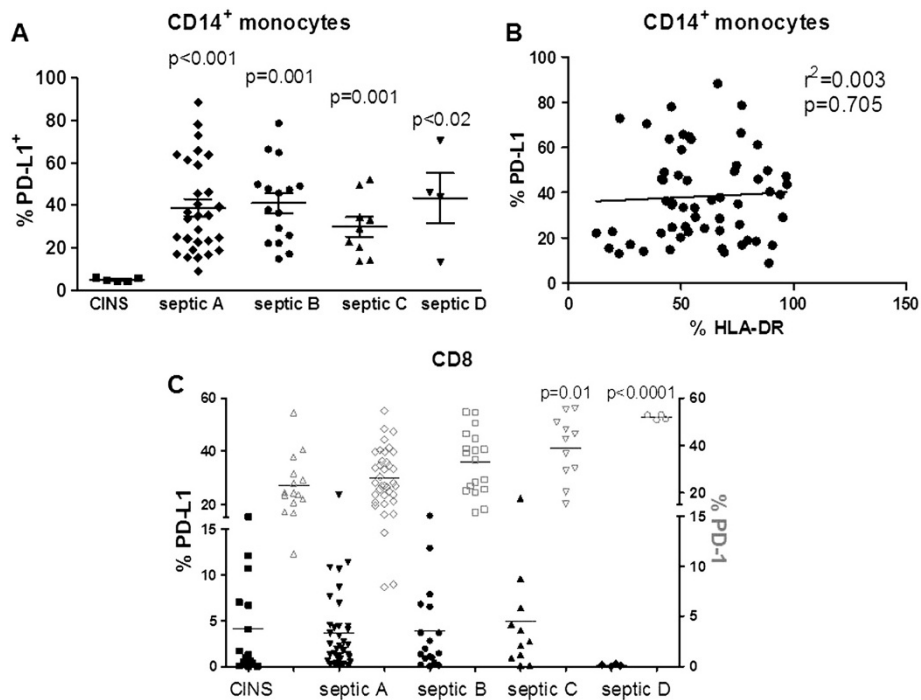 A
CD14+ monocytes
p<0.001
p=0.001
p=0.001
p<0.02
% PD-L1+
100
80
60
40
20
0
CINS
septic A
septic B
septic C
septic D
B
CD14+ monocytes
r2=0.003
p=0.705
% PD-L1
100
80
60
40
20
0
0
50
100
150
% HLA-DR
C
CD8
p=0.01
p<0.0001
% PD-L1
60
40
20
15
10
5
0
% PD-1
60
40
20
15
10
5
0
CINS
septic A
septic B
septic C
septic D